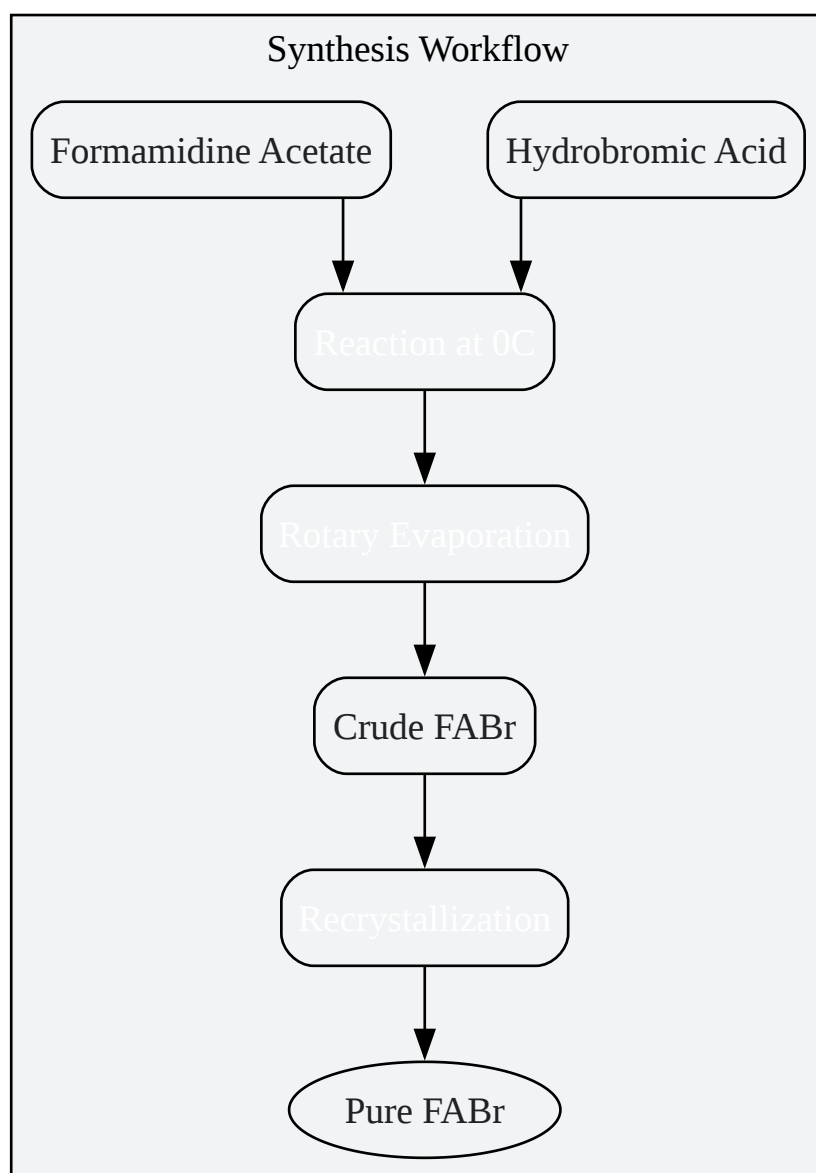 Synthesis Workflow
Formamidine Acetate
Hydrobromic Acid
Reaction at 0C
Rotary Evaporation
Crude FABr
Recrystallization
Pure FABr